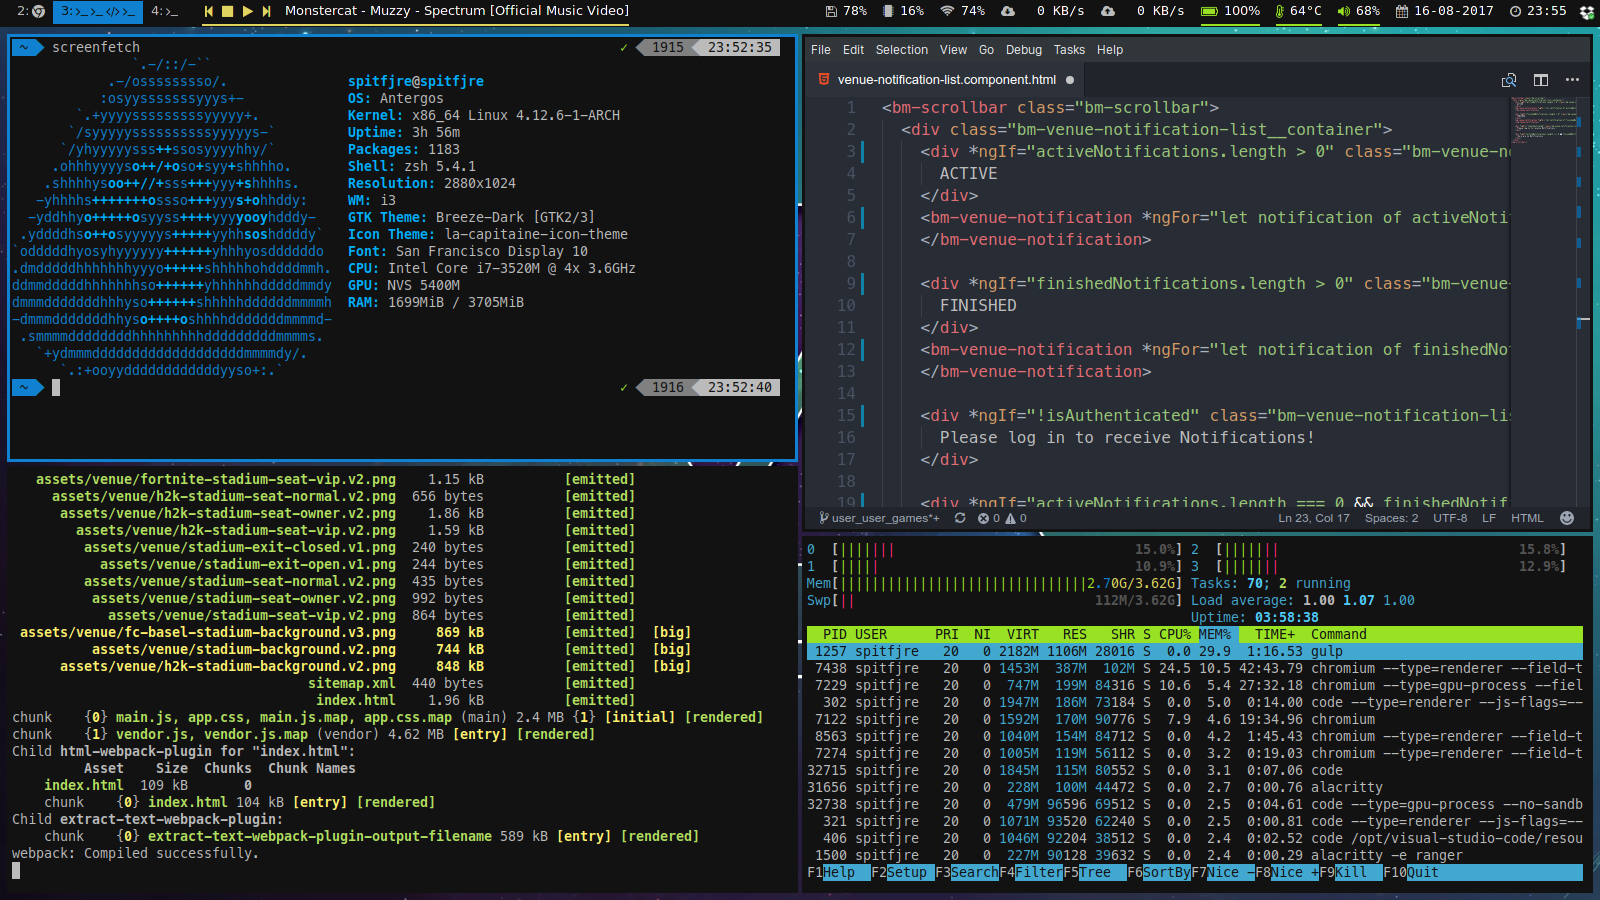 2:
3:
4:
Monstercat - Muzzy - Spectrum [Official Music Video]
78% 16% 74% 0 KB/s 0 KB/s 100% 64°C 68% 16-08-2017 23:55
~ screenfetch ✓ 1915 23:52:35
spitfjre@spitfjre
OS: Antergos
Kernel: x86_64 Linux 4.12.6-1-ARCH
Uptime: 3h 56m
Packages: 1183
Shell: zsh 5.4.1
Resolution: 2880x1024
WM: i3
GTK Theme: Breeze-Dark [GTK2/3]
Icon Theme: la-capitaine-icon-theme
Font: San Francisco Display 10
CPU: Intel Core i7-3520M @ 4x 3.6GHz
GPU: NVS 5400M
RAM: 1699MiB / 3705MiB
~ ✓ 1916 23:52:40
File Edit Selection View Go Debug Tasks Help
venue-notification-list.component.html
1 <bm-scrollbar class="bm-scrollbar">
2 <div class="bm-venue-notification-list__container">
3 <div *ngIf="activeNotifications.length > 0" class="bm-venue-n
4 ACTIVE
5 </div>
6 <bm-venue-notification *ngFor="let notification of activeNoti
7 </bm-venue-notification>
8
9 <div *ngIf="finishedNotifications.length > 0" class="bm-venue-
10 FINISHED
11 </div>
12 <bm-venue-notification *ngFor="let notification of finishedNo
13 </bm-venue-notification>
14
15 <div *ngIf="!isAuthenticated" class="bm-venue-notification-li
16 Please log in to receive Notifications!
17 </div>
18
19 <div *ngIf="activeNotifications.length === 0 && finishedNotif
user_user_games*+ 0 0 Ln 23, Col 17 Spaces: 2 UTF-8 LF HTML
assets/venue/fortnite-stadium-seat-vip.v2.png 1.15 kB [emitted]
assets/venue/h2k-stadium-seat-normal.v2.png 656 bytes [emitted]
assets/venue/h2k-stadium-seat-owner.v2.png 1.86 kB [emitted]
assets/venue/h2k-stadium-seat-vip.v2.png 1.59 kB [emitted]
assets/venue/stadium-exit-closed.v1.png 240 bytes [emitted]
assets/venue/stadium-exit-open.v1.png 244 bytes [emitted]
assets/venue/stadium-seat-normal.v2.png 435 bytes [emitted]
assets/venue/stadium-seat-owner.v2.png 992 bytes [emitted]
assets/venue/stadium-seat-vip.v2.png 864 bytes [emitted]
assets/venue/fc-basel-stadium-background.v3.png 869 kB [emitted] [big]
assets/venue/stadium-background.v2.png 744 kB [emitted] [big]
assets/venue/h2k-stadium-background.v2.png 848 kB [emitted] [big]
sitemap.xml 440 bytes [emitted]
index.html 1.96 kB [emitted]
chunk {0} main.js, app.css, main.js.map, app.css.map (main) 2.4 MB {1} [initial] [rendered]
chunk {1} vendor.js, vendor.js.map (vendor) 4.62 MB [entry] [rendered]
Child html-webpack-plugin for "index.html":
Asset Size Chunks Chunk Names
index.html 109 kB 0
chunk {0} index.html 104 kB [entry] [rendered]
Child extract-text-webpack-plugin:
chunk {0} extract-text-webpack-plugin-output-filename 589 kB [entry] [rendered]
webpack: Compiled successfully.
0 [||||||| 15.0%] 2 [||||||| 15.8%]
1 [||||| 10.9%] 3 [||||||| 12.9%]
Mem[|||||||||||||||||||||||||||||||2.70G/3.62G] Tasks: 70; 2 running
Swp[|| 112M/3.62G] Load average: 1.00 1.07 1.00
Uptime: 03:58:38
PID USER PRI NI VIRT RES SHR S CPU% MEM% TIME+ Command
1257 spitfjre 20 0 2182M 1106M 28016 S 0.0 29.9 1:16.53 gulp
7438 spitfjre 20 0 1453M 387M 102M S 24.5 10.5 42:43.79 chromium --type=renderer --field-t
7229 spitfjre 20 0 747M 199M 84316 S 10.6 5.4 27:32.18 chromium --type=gpu-process --fiel
302 spitfjre 20 0 1947M 186M 73184 S 0.0 5.0 0:14.00 code --type=renderer --js-flags=--
7122 spitfjre 20 0 1592M 170M 90776 S 7.9 4.6 19:34.96 chromium
8563 spitfjre 20 0 1040M 154M 84712 S 0.0 4.2 1:45.43 chromium --type=renderer --field-t
7274 spitfjre 20 0 1005M 119M 56112 S 0.0 3.2 0:19.03 chromium --type=renderer --field-t
32715 spitfjre 20 0 1845M 115M 80552 S 0.0 3.1 0:07.06 code
31656 spitfjre 20 0 228M 100M 44472 S 0.0 2.7 0:00.76 alacritty
32738 spitfjre 20 0 479M 96596 69512 S 0.0 2.5 0:04.61 code --type=gpu-process --no-sandb
321 spitfjre 20 0 1071M 93520 62240 S 0.0 2.5 0:00.81 code --type=renderer --js-flags=--
406 spitfjre 20 0 1046M 92204 38512 S 0.0 2.4 0:02.52 code /opt/visual-studio-code/resou
1500 spitfjre 20 0 227M 90128 39632 S 0.0 2.4 0:00.29 alacritty -e ranger
F1Help F2Setup F3SearchF4FilterF5Tree F6SortByF7Nice -F8Nice +F9Kill F10Quit